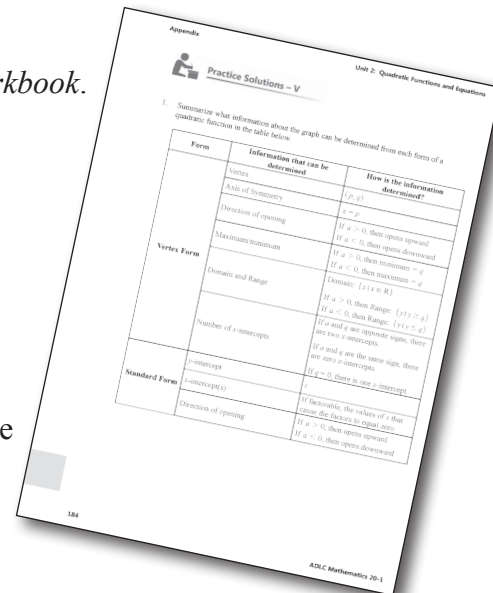 rkbook.
e
Appendix
Unit 2: Quadratic Functions and Equations
Practice Solutions – V
1. Summarize what information about the graph can be determined from each form of a
quadratic function in the table below.
Form
Information that can be
determined
How is the information
determined?
Vertex Form
Vertex
(p, q)
Axis of Symmetry
x = p
Direction of opening
If a > 0, then opens upward
If a < 0, then opens downward
Maximum/minimum
If a > 0, then minimum = q
If a < 0, then maximum = q
Domain and Range
Domain: {x | x ∈ R}
If a > 0, then Range: {y | y ≥ q}
If a < 0, then Range: {y | y ≤ q}
Number of x-intercepts
If a and q are opposite signs, there
are two x-intercepts.
If a and q are the same sign, there
are zero x-intercepts.
If q = 0, there is one x-intercept.
Standard Form
y-intercept
x-intercept(s)
If factorable, the values of x that
cause the factors to equal zero.
Direction of opening
If a > 0, then opens upward
If a < 0, then opens downward
184
ADLC Mathematics 20-1